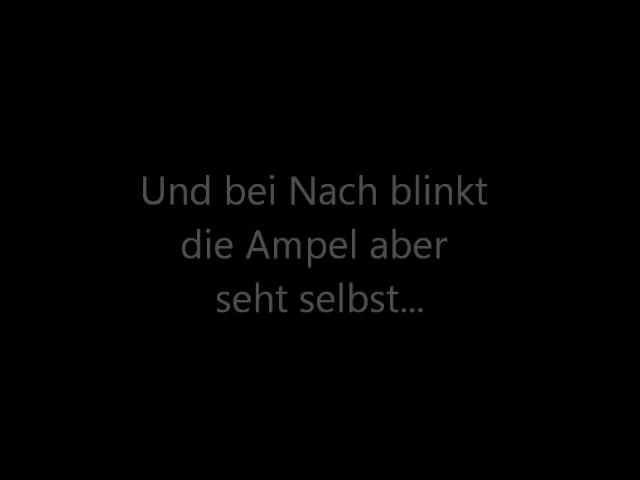 Und bei Nach blinkt
die Ampel aber
seht selbst...